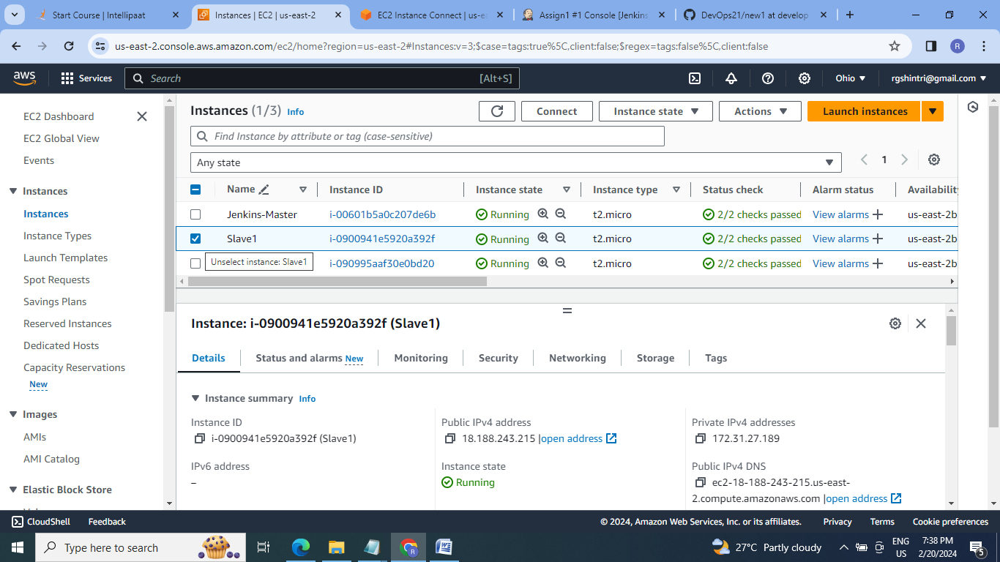 Start Course | Intellipaat
Instances | EC2 | us-east-2
EC2 Instance Connect | us-ea
Assign1 #1 Console [Jenkins
DevOps21/new1 at develop
us-east-2.console.aws.amazon.com/ec2/home?region=us-east-2#Instances:v=3;$case=tags:true%5C,client:false;$regex=tags:false%5C,client:false
R
aws
Services
Search
[Alt+S]
Ohio
rgshintri@gmail.com
EC2 Dashboard
EC2 Global View
Events
Instances
Instances
Instance Types
Launch Templates
Spot Requests
Savings Plans
Reserved Instances
Dedicated Hosts
Capacity Reservations
New
Images
AMIs
AMI Catalog
Elastic Block Store
Instances (1/3) Info
Connect
Instance state
Actions
Launch instances
Find Instance by attribute or tag (case-sensitive)
Any state
1
Name Instance ID Instance state Instance type Status check Alarm status Availability
Jenkins-Master i-00601b5a0c207de6b Running t2.micro 2/2 checks passed View alarms us-east-2b
Slave1 i-0900941e5920a392f Running t2.micro 2/2 checks passed View alarms us-east-2b
Unselect instance: Slave1 i-090995aaf30e0bd20 Running t2.micro 2/2 checks passed View alarms us-east-2b
Instance: i-0900941e5920a392f (Slave1)
Details Status and alarms New Monitoring Security Networking Storage Tags
Instance summary Info
Instance ID
i-0900941e5920a392f (Slave1)
Public IPv4 address
18.188.243.215 |open address
Private IPv4 addresses
172.31.27.189
IPv6 address
–
Instance state
Running
Public IPv4 DNS
ec2-18-188-243-215.us-east-
2.compute.amazonaws.com |open address
CloudShell
Feedback
© 2024, Amazon Web Services, Inc. or its affiliates.
Privacy
Terms
Cookie preferences
Type here to search
27°C Partly cloudy
ENG
US
7:38 PM
2/20/2024
5